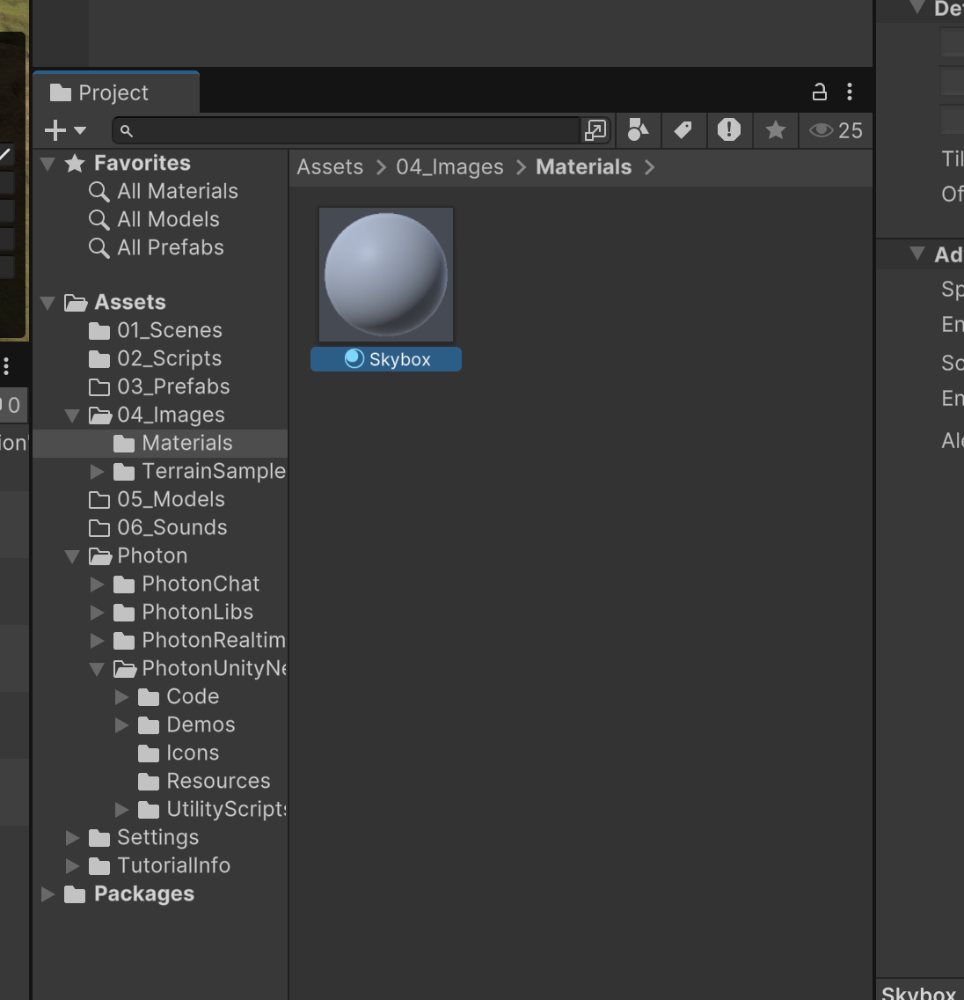 Project
25
Favorites
All Materials
All Models
All Prefabs
Assets
01_Scenes
02_Scripts
03_Prefabs
04_Images
Materials
TerrainSample
05_Models
06_Sounds
Photon
PhotonChat
PhotonLibs
PhotonRealtim
PhotonUnityNe
Code
Demos
Icons
Resources
UtilityScripts
Settings
TutorialInfo
Packages
Assets > 04_Images > Materials >
Skybox
0
ion'
De
Til
Of
Ad
Sp
En
Sc
En
Ale
Skybox